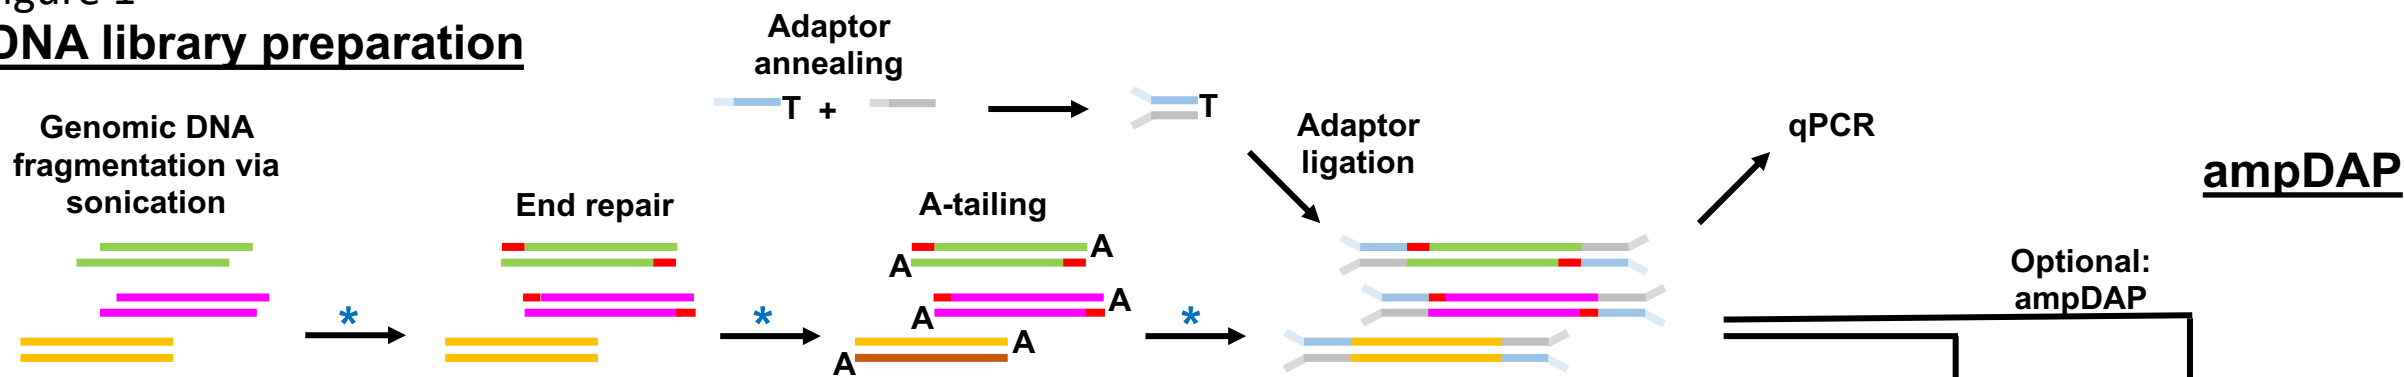 DNA library preparation
Adaptor
annealing
T +
T
Genomic DNA
fragmentation via
sonication
Adaptor
ligation
qPCR
ampDAP
End repair
A-tailing
A
A
Optional:
ampDAP
*
*
A
A
*
A
A